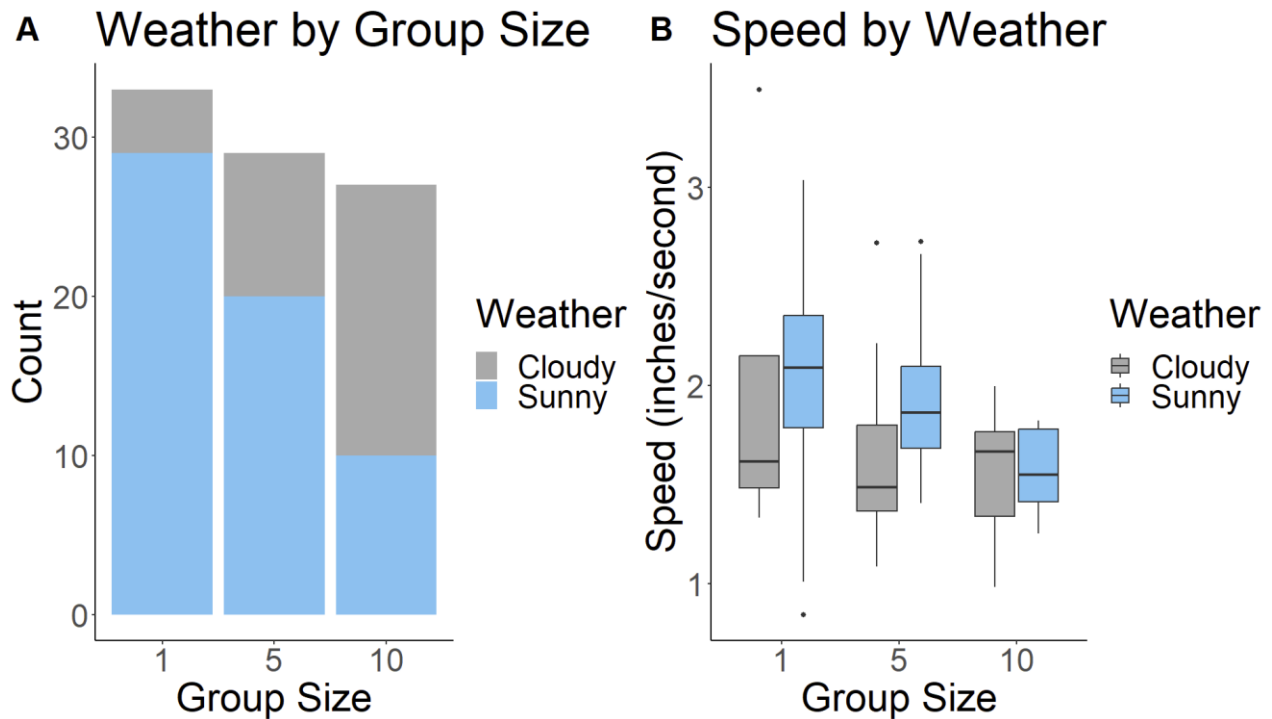 A Weather by Group Size
Count
30
20
10
0
1 5 10
Group Size
Weather
Cloudy
Sunny
B Speed by Weather
Speed (inches/second)
3
2
1
1 5 10
Group Size
Weather
Cloudy
Sunny